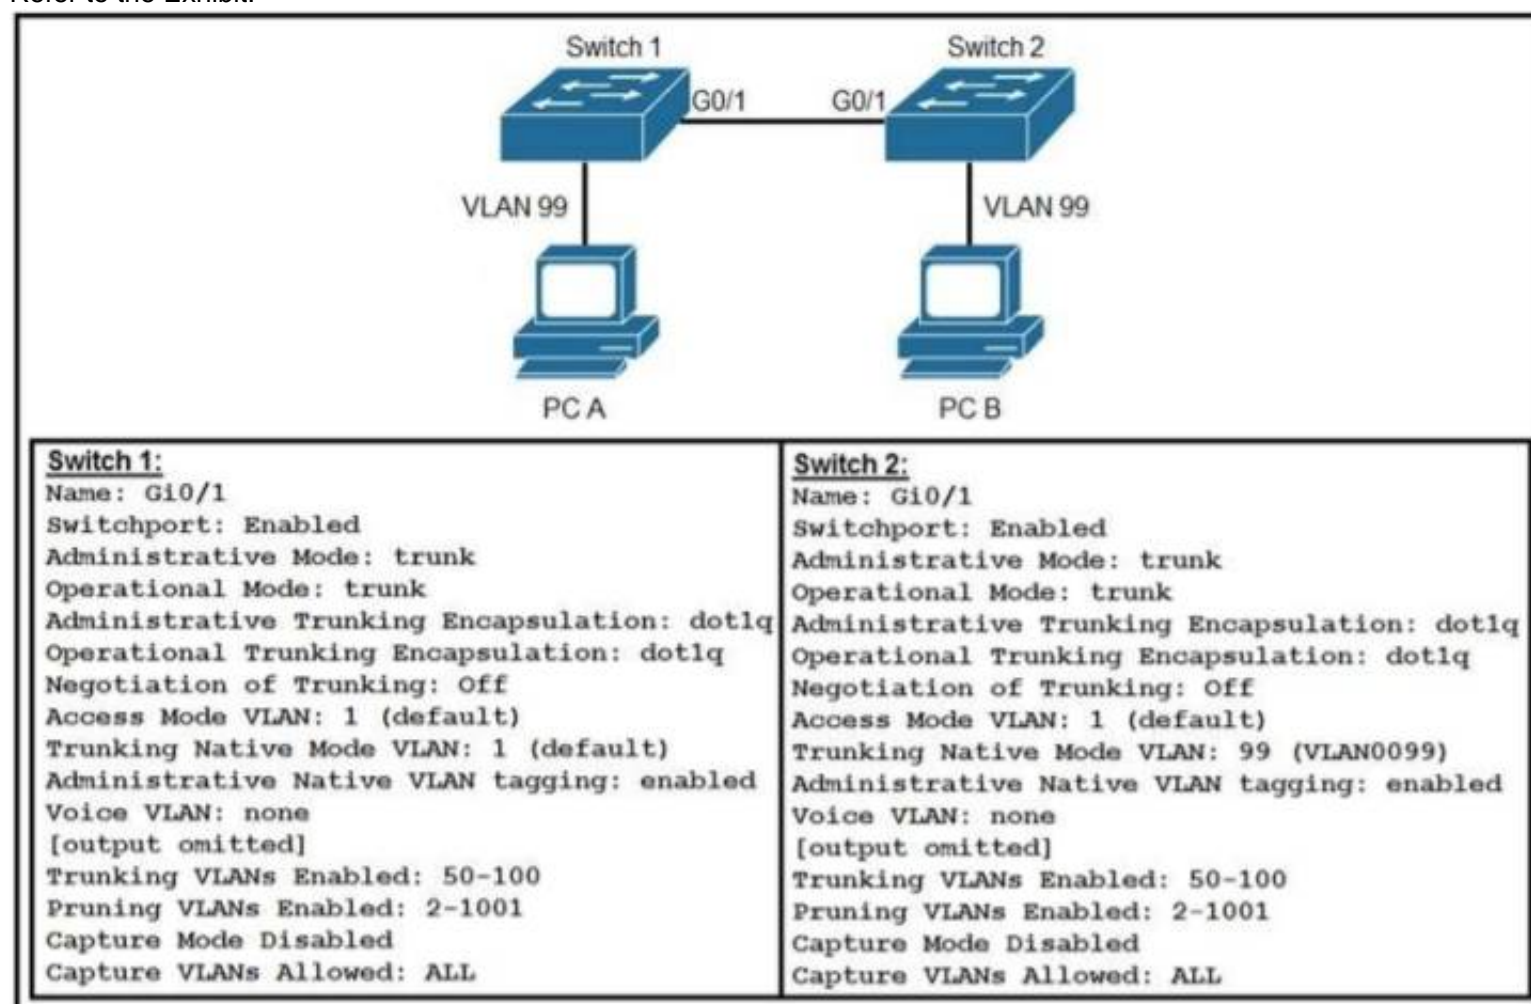 Refer to the Exhibit.
Switch 1
Switch 2
G0/1
G0/1
VLAN 99
VLAN 99
PC A
PC B
Switch 1:
Name: Gi0/1
Switchport: Enabled
Administrative Mode: trunk
Operational Mode: trunk
Administrative Trunking Encapsulation: dot1q
Operational Trunking Encapsulation: dot1q
Negotiation of Trunking: Off
Access Mode VLAN: 1 (default)
Trunking Native Mode VLAN: 1 (default)
Administrative Native VLAN tagging: enabled
Voice VLAN: none
[output omitted]
Trunking VLANs Enabled: 50-100
Pruning VLANs Enabled: 2-1001
Capture Mode Disabled
Capture VLANs Allowed: ALL
Switch 2:
Name: Gi0/1
Switchport: Enabled
Administrative Mode: trunk
Operational Mode: trunk
Administrative Trunking Encapsulation: dot1q
Operational Trunking Encapsulation: dot1q
Negotiation of Trunking: Off
Access Mode VLAN: 1 (default)
Trunking Native Mode VLAN: 99 (VLAN0099)
Administrative Native VLAN tagging: enabled
Voice VLAN: none
[output omitted]
Trunking VLANs Enabled: 50-100
Pruning VLANs Enabled: 2-1001
Capture Mode Disabled
Capture VLANs Allowed: ALL